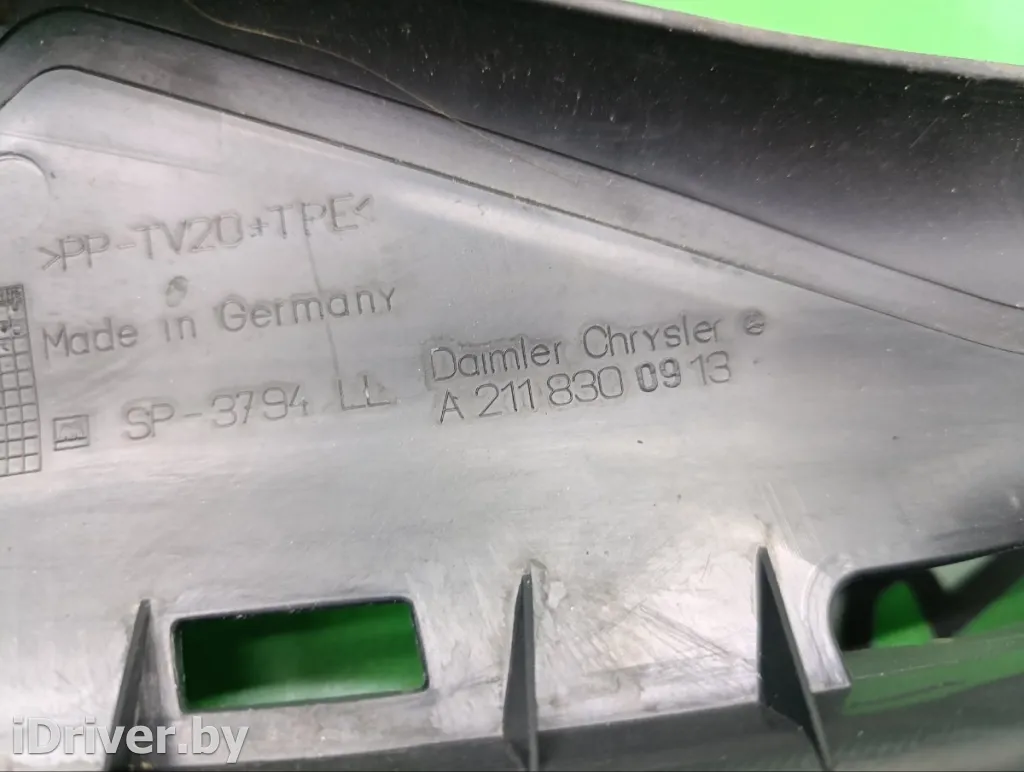 >PP-TV20+TPE<
Made in Germany
SP-3794 LL
Daimler Chrysler
A 211 830 09 13
iDriver.by